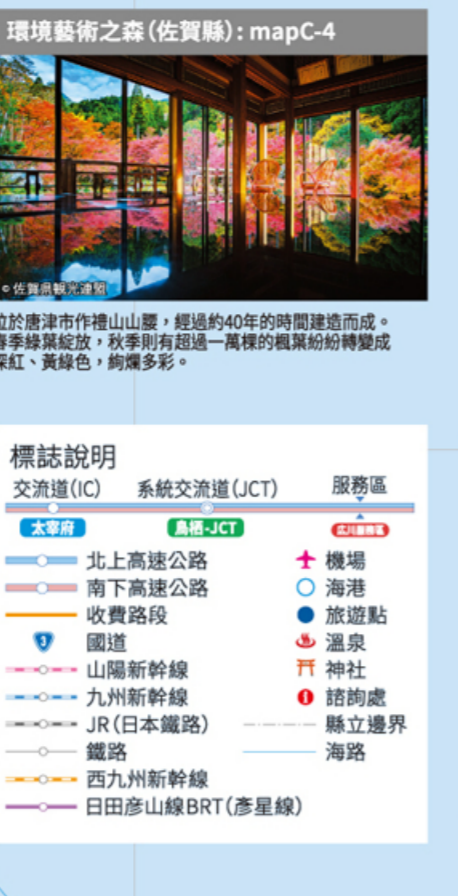 環境藝術之森(佐賀縣): mapC-4
© 佐賀県観光連盟
位於唐津市作禮山山腰，經過約40年的時間建造而成。
春季綠葉綻放，秋季則有超過一萬棵的楓葉紛紛轉變成
深紅、黃綠色，絢爛多彩。
標誌說明
交流道(IC) 系統交流道(JCT) 服務區
太宰府 鳥栖-JCT 広川服務區
北上高速公路 機場
南下高速公路 海港
收費路段 旅遊點
3 國道 溫泉
山陽新幹線 神社
九州新幹線 諮詢處
JR(日本鐵路) 縣立邊界
鐵路 海路
西九州新幹線
日田彦山線BRT(彥星線)